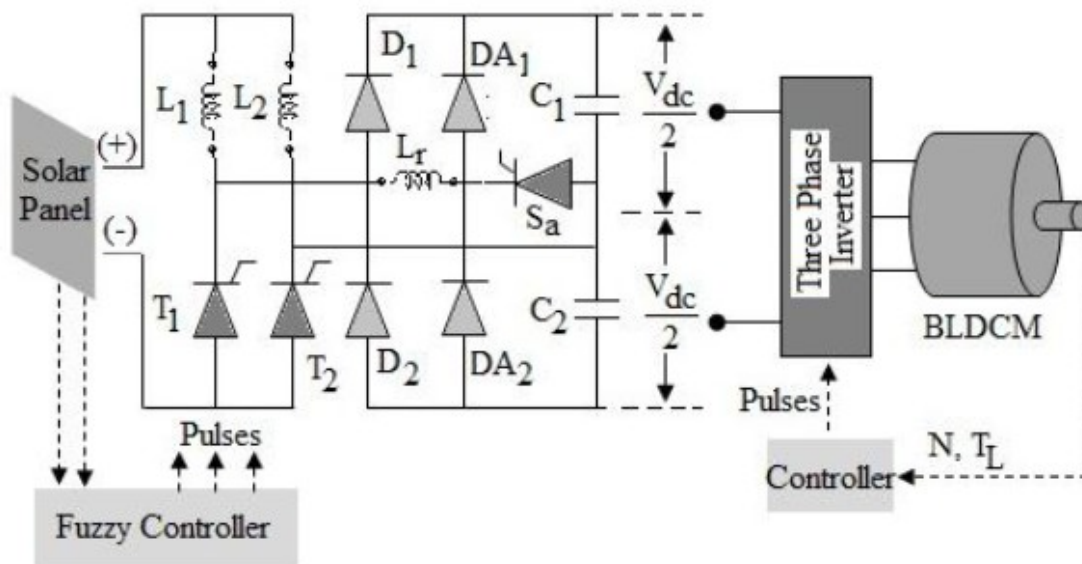 D1
DA1
L1
L2
C1
Vdc
2
(+)
Lr
Solar
Panel
Sa
(-)
T1
T2
D2
DA2
C2
Vdc
2
Three Phase
Inverter
BLDCM
Pulses
Pulses
N, TL
Controller
Fuzzy Controller